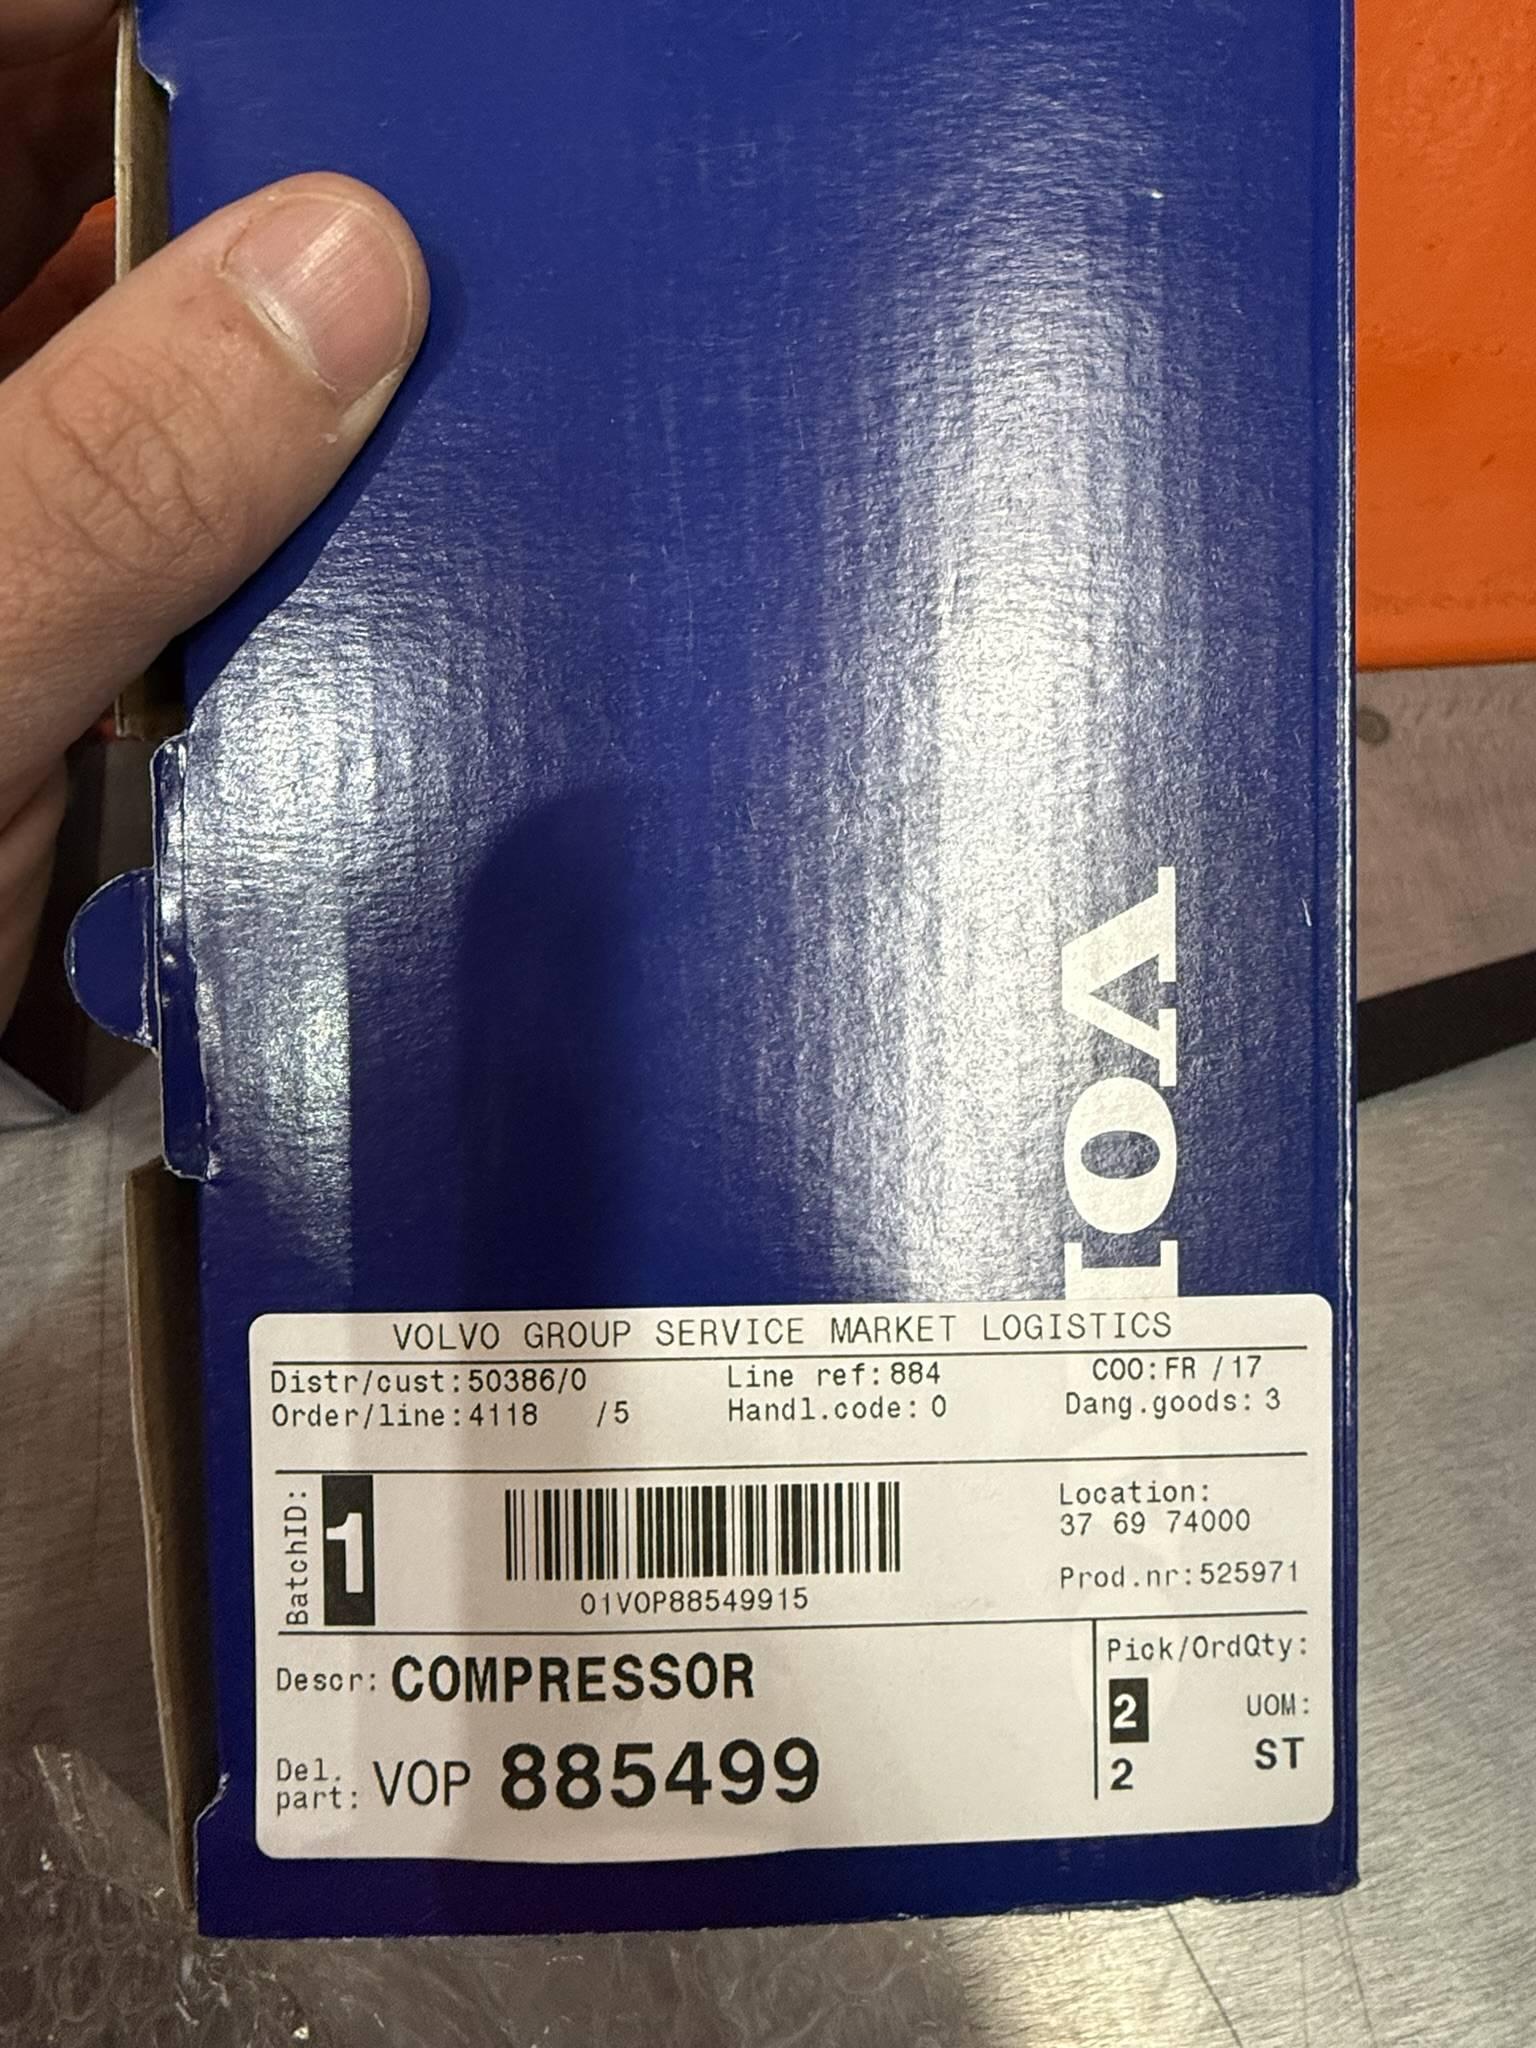 Vol
VOLVO GROUP SERVICE MARKET LOGISTICS
Distr/cust:50386/0 Line ref:884 COO:FR /17
Order/line:4118 /5 Handl.code: 0 Dang.goods: 3
BatchID: 1
01VOP88549915
Location:
37 69 74000
Prod.nr:525971
Descr: COMPRESSOR
Del. part: VOP 885499
Pick/OrdQty:
2
2
UOM:
ST